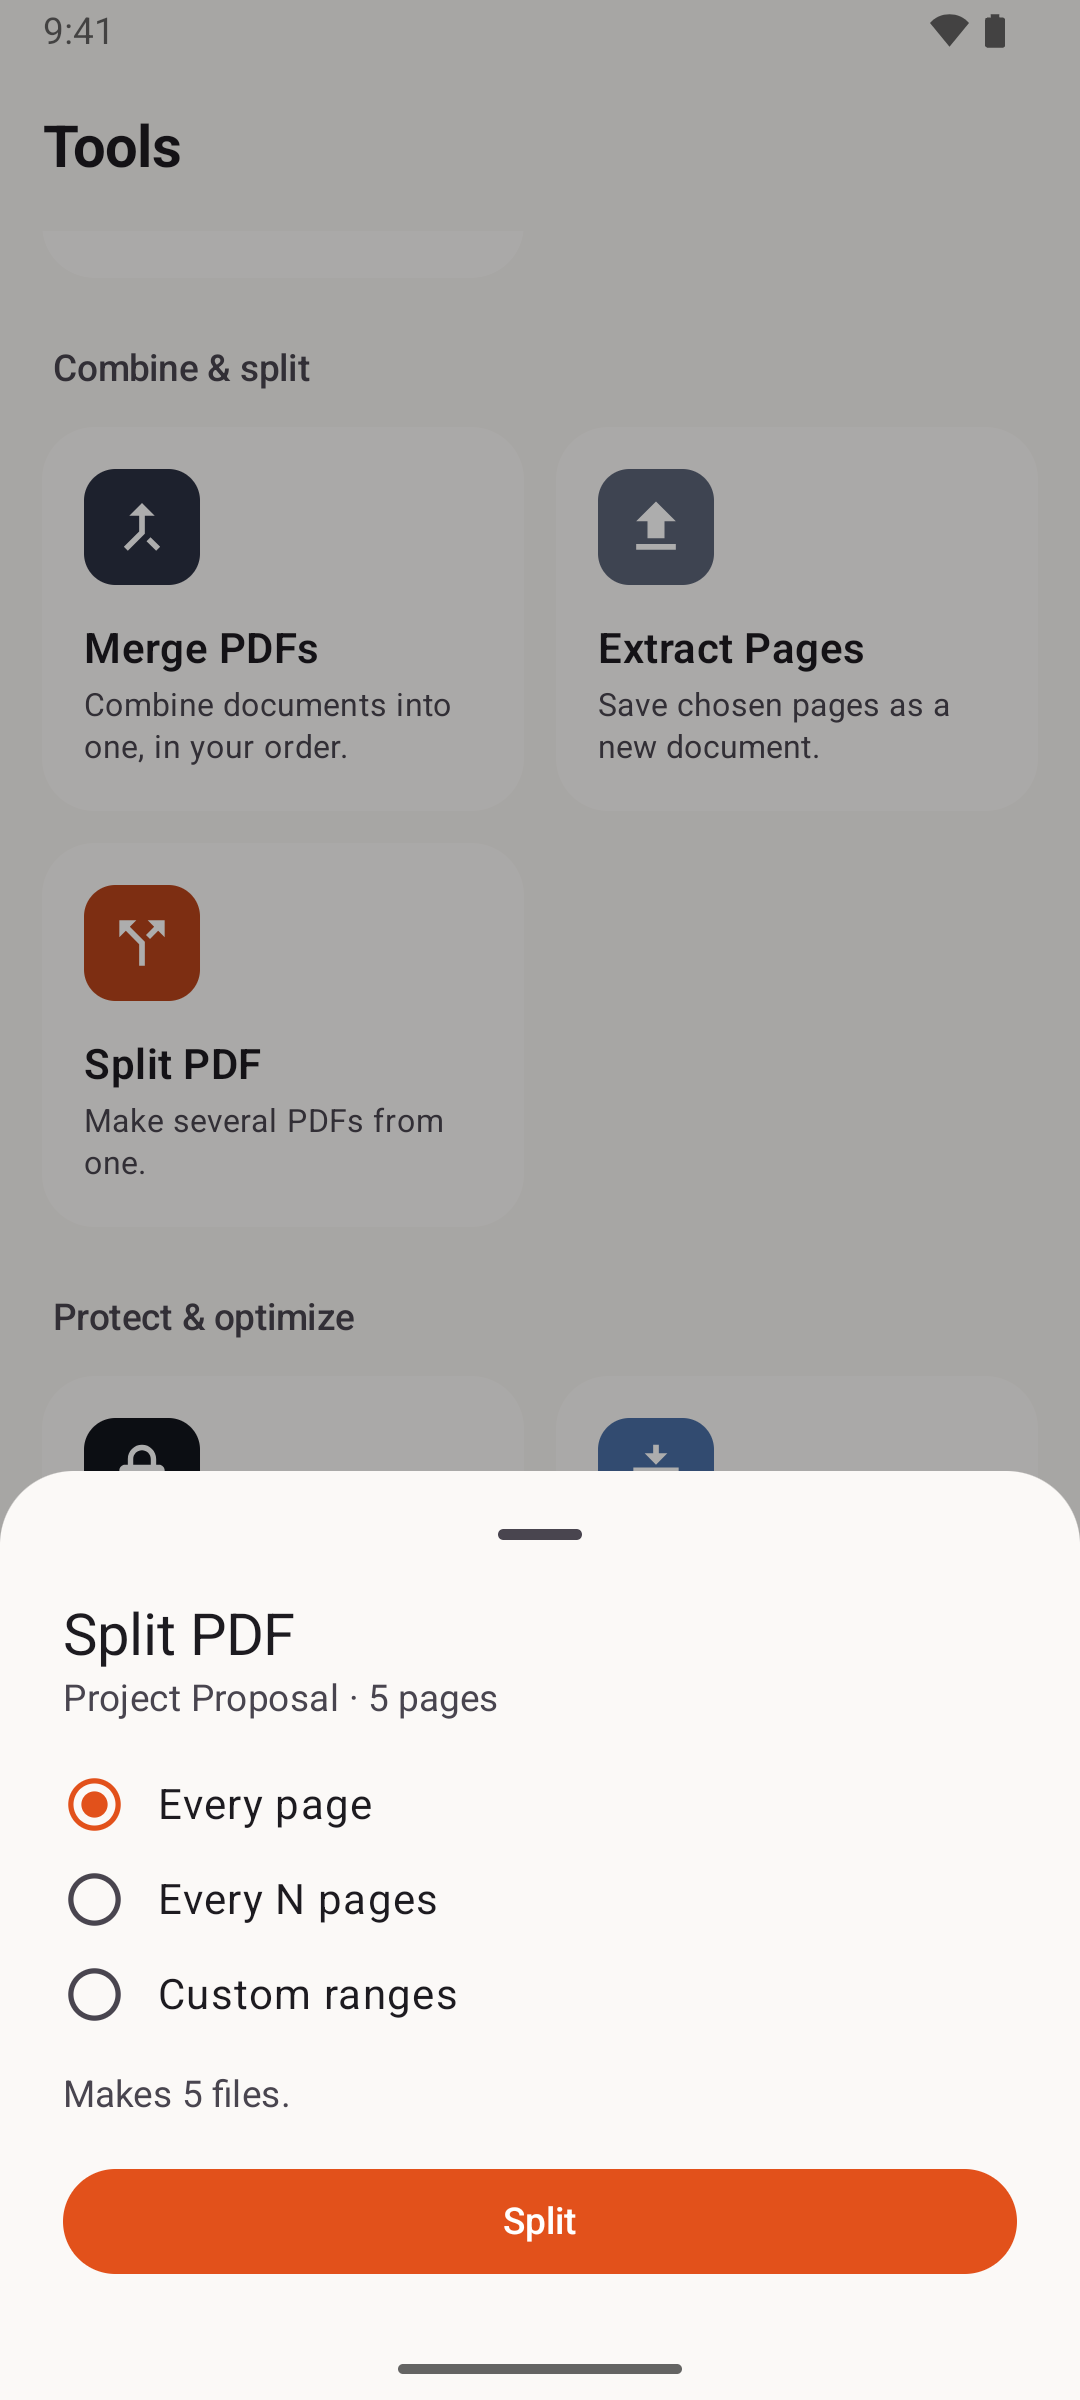 9:41
Tools
Combine & split
Merge PDFs
Combine documents into
one, in your order.
Extract Pages
Save chosen pages as a
new document.
Split PDF
Make several PDFs from
one.
Protect & optimize
Split PDF
Project Proposal · 5 pages
Every page
Every N pages
Custom ranges
Makes 5 files.
Split